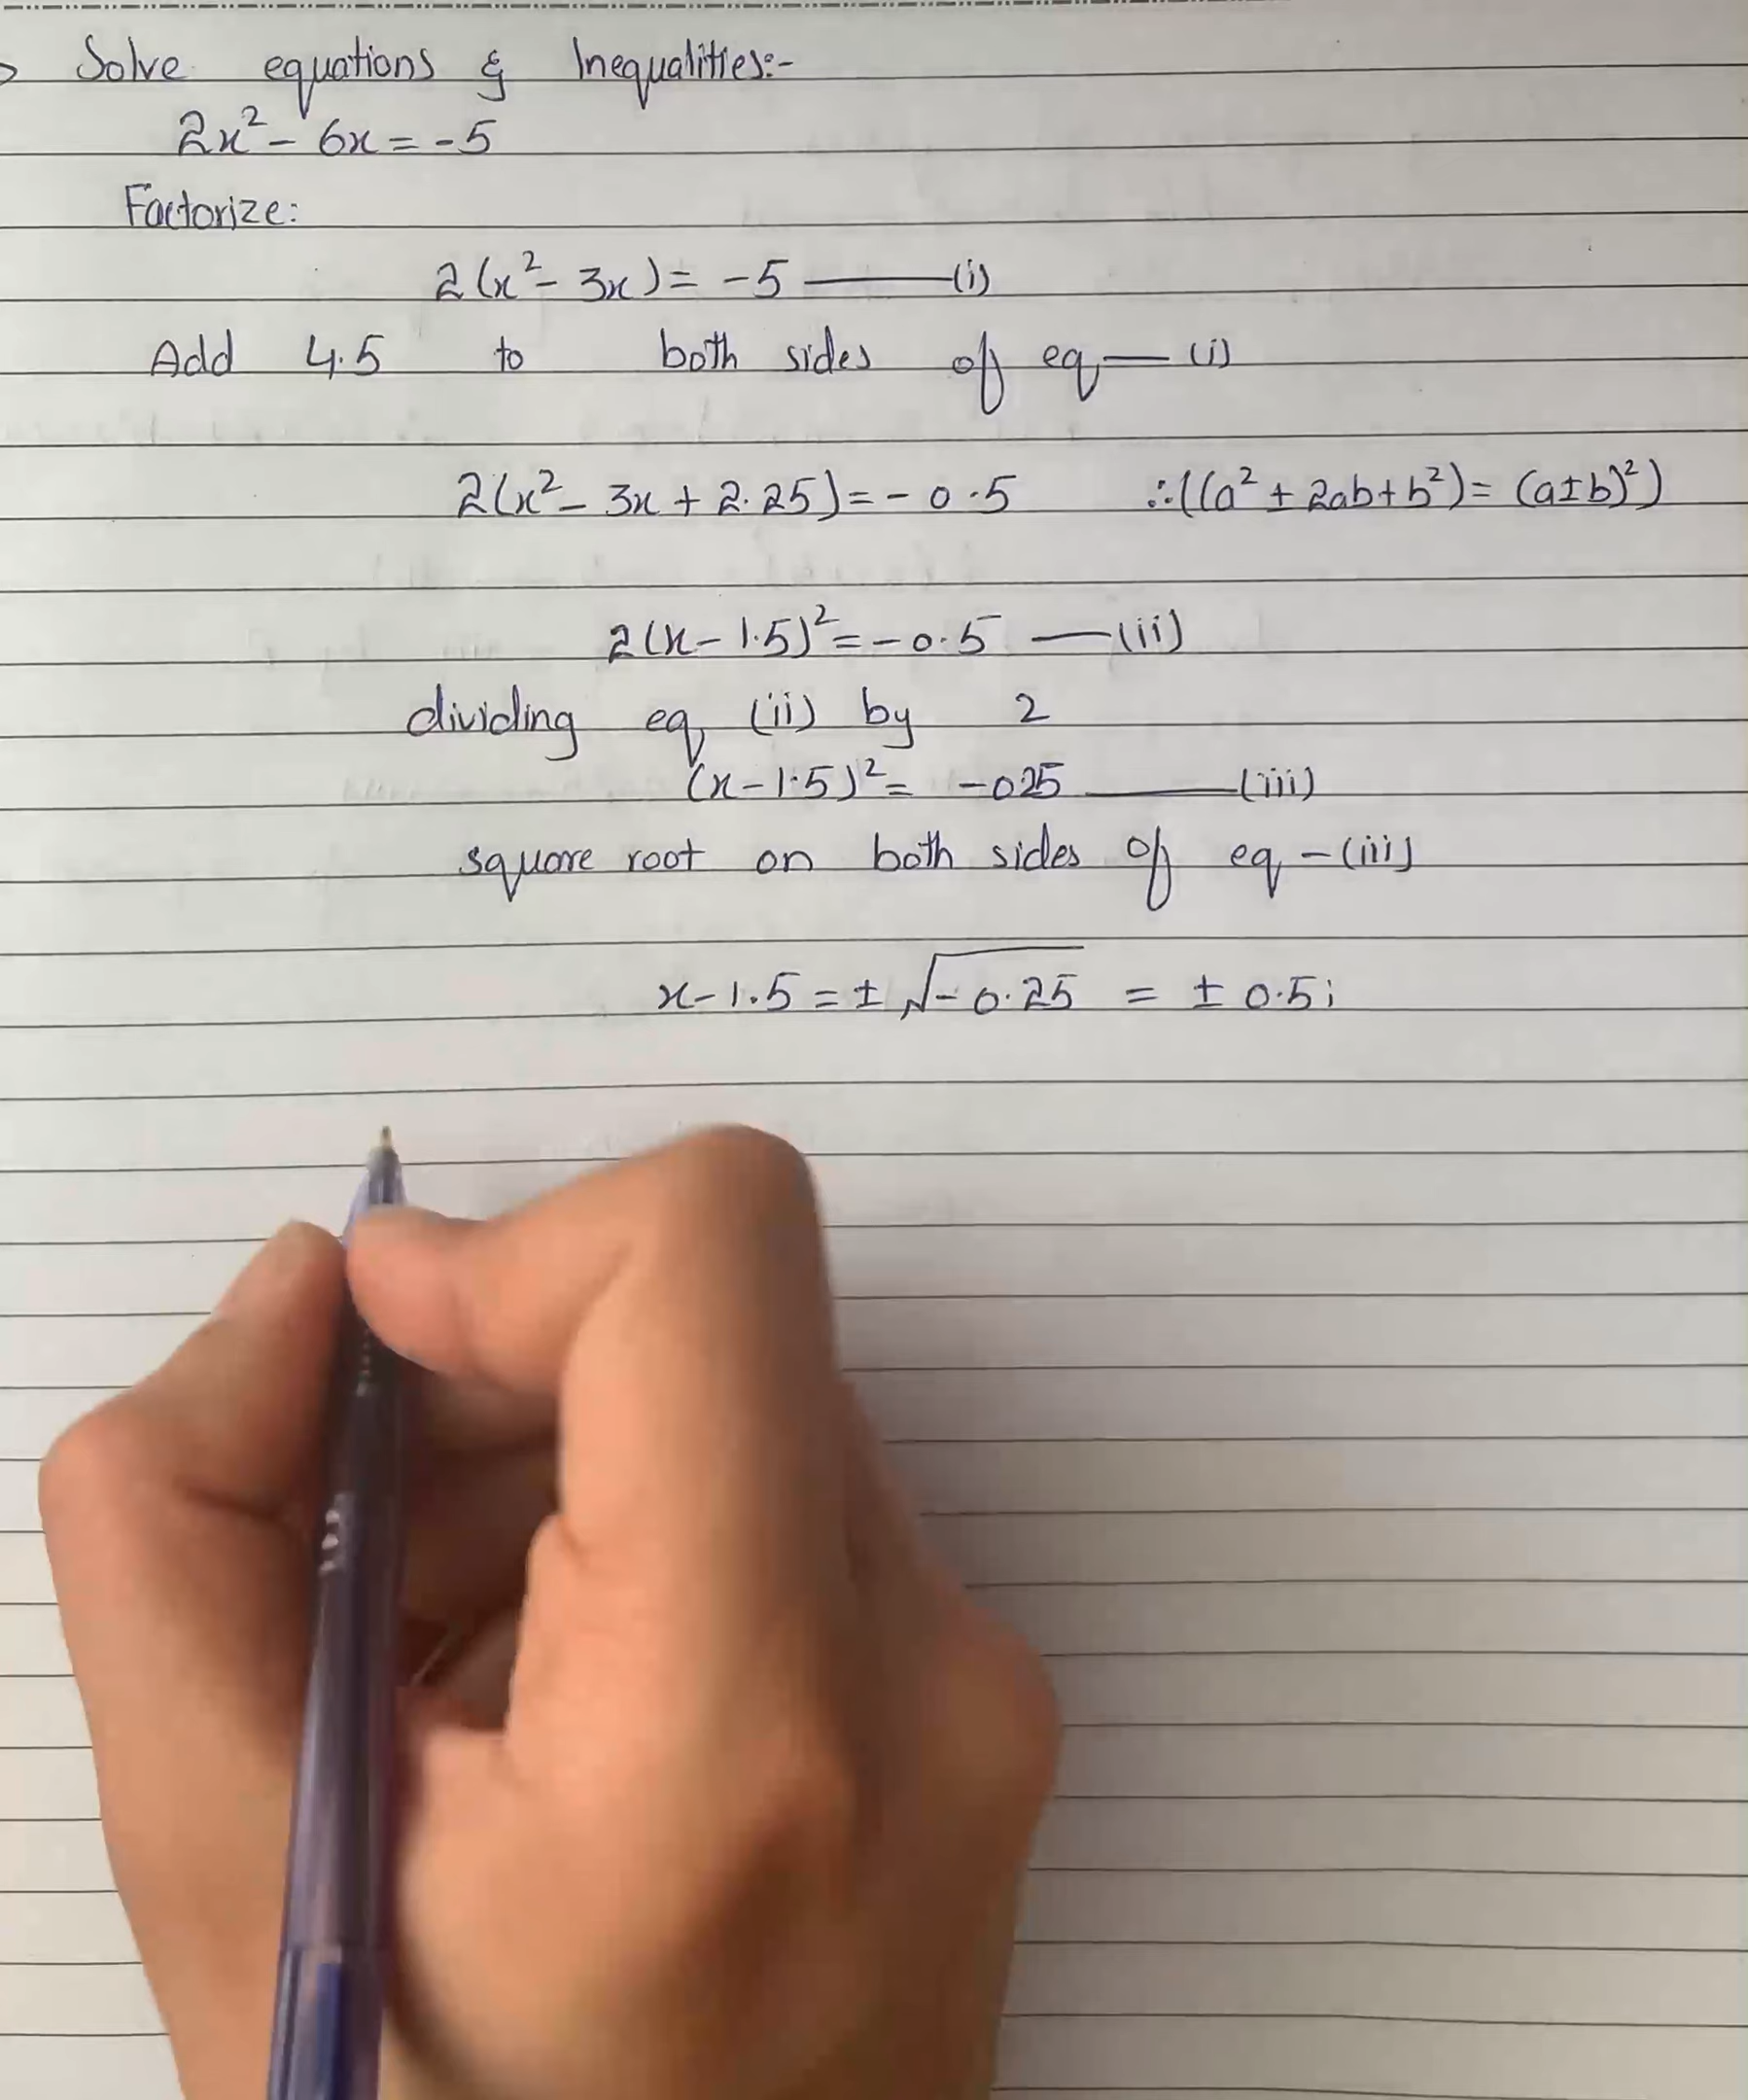 Solve equations & Inequalities:-
2x² - 6x = -5
Factorize:
2(x² - 3x) = -5 ——— (i)
Add 4.5 to both sides of eq — (i)
2(x² - 3x + 2.25) = - 0.5 ∴((a² ± 2ab + b²) = (a±b)²)
2(x - 1.5)² = - 0.5 — (ii)
dividing eq (ii) by 2
(x - 1.5)² = - 025 ——— (iii)
square root on both sides of eq - (iii)
x - 1.5 = ± √-0.25 = ± 0.5i